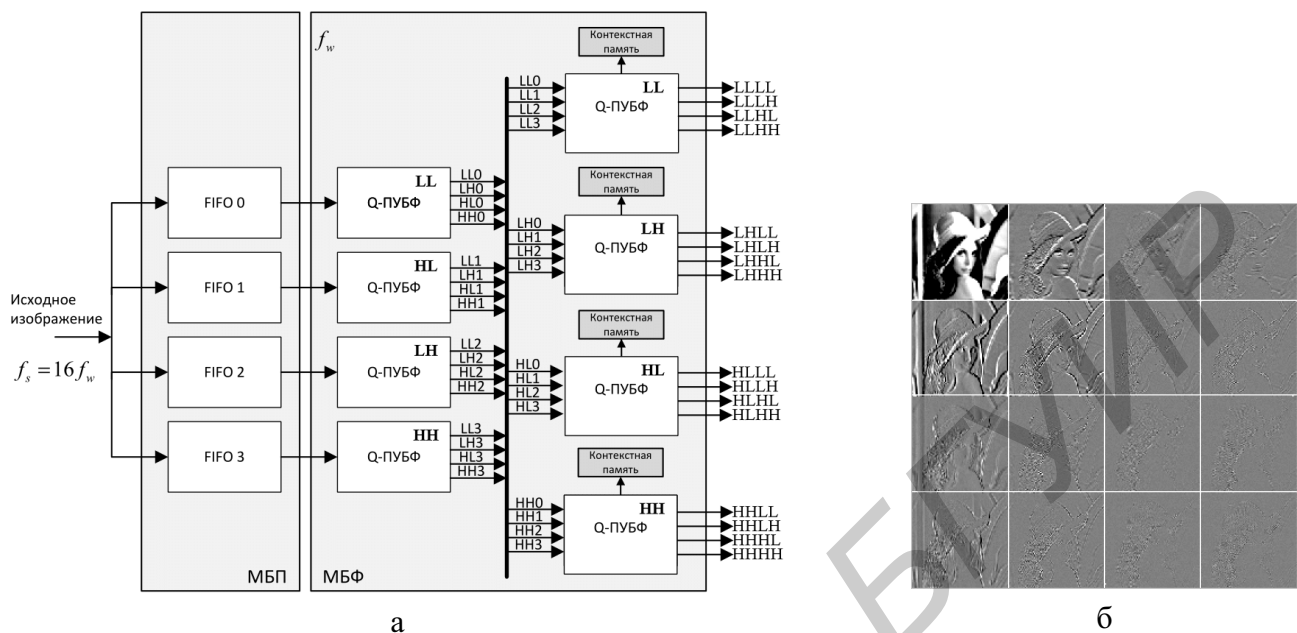 Исходное
изображение
f_s = 16 f_w
FIFO 0
FIFO 1
FIFO 2
FIFO 3
МБП
f_w
LL
Q-ПУБФ
LL0
LH0
HL0
HH0
HL
Q-ПУБФ
LL1
LH1
HL1
HH1
LH
Q-ПУБФ
LL2
LH2
HL2
HH2
HH
Q-ПУБФ
LL3
LH3
HL3
HH3
МБФ
Контекстная
память
LL0
LL1
LL2
LL3
LL
Q-ПУБФ
LLLL
LLLH
LLHL
LLHH
Контекстная
память
LH0
LH1
LH2
LH3
LH
Q-ПУБФ
LHLL
LHLH
LHHL
LHHH
Контекстная
память
HL0
HL1
HL2
HL3
HL
Q-ПУБФ
HLLL
HLLH
HLHL
HLHH
Контекстная
память
HH0
HH1
HH2
HH3
HH
Q-ПУБФ
HHLL
HHLH
HHHL
HHHH
а
б
БГУИР